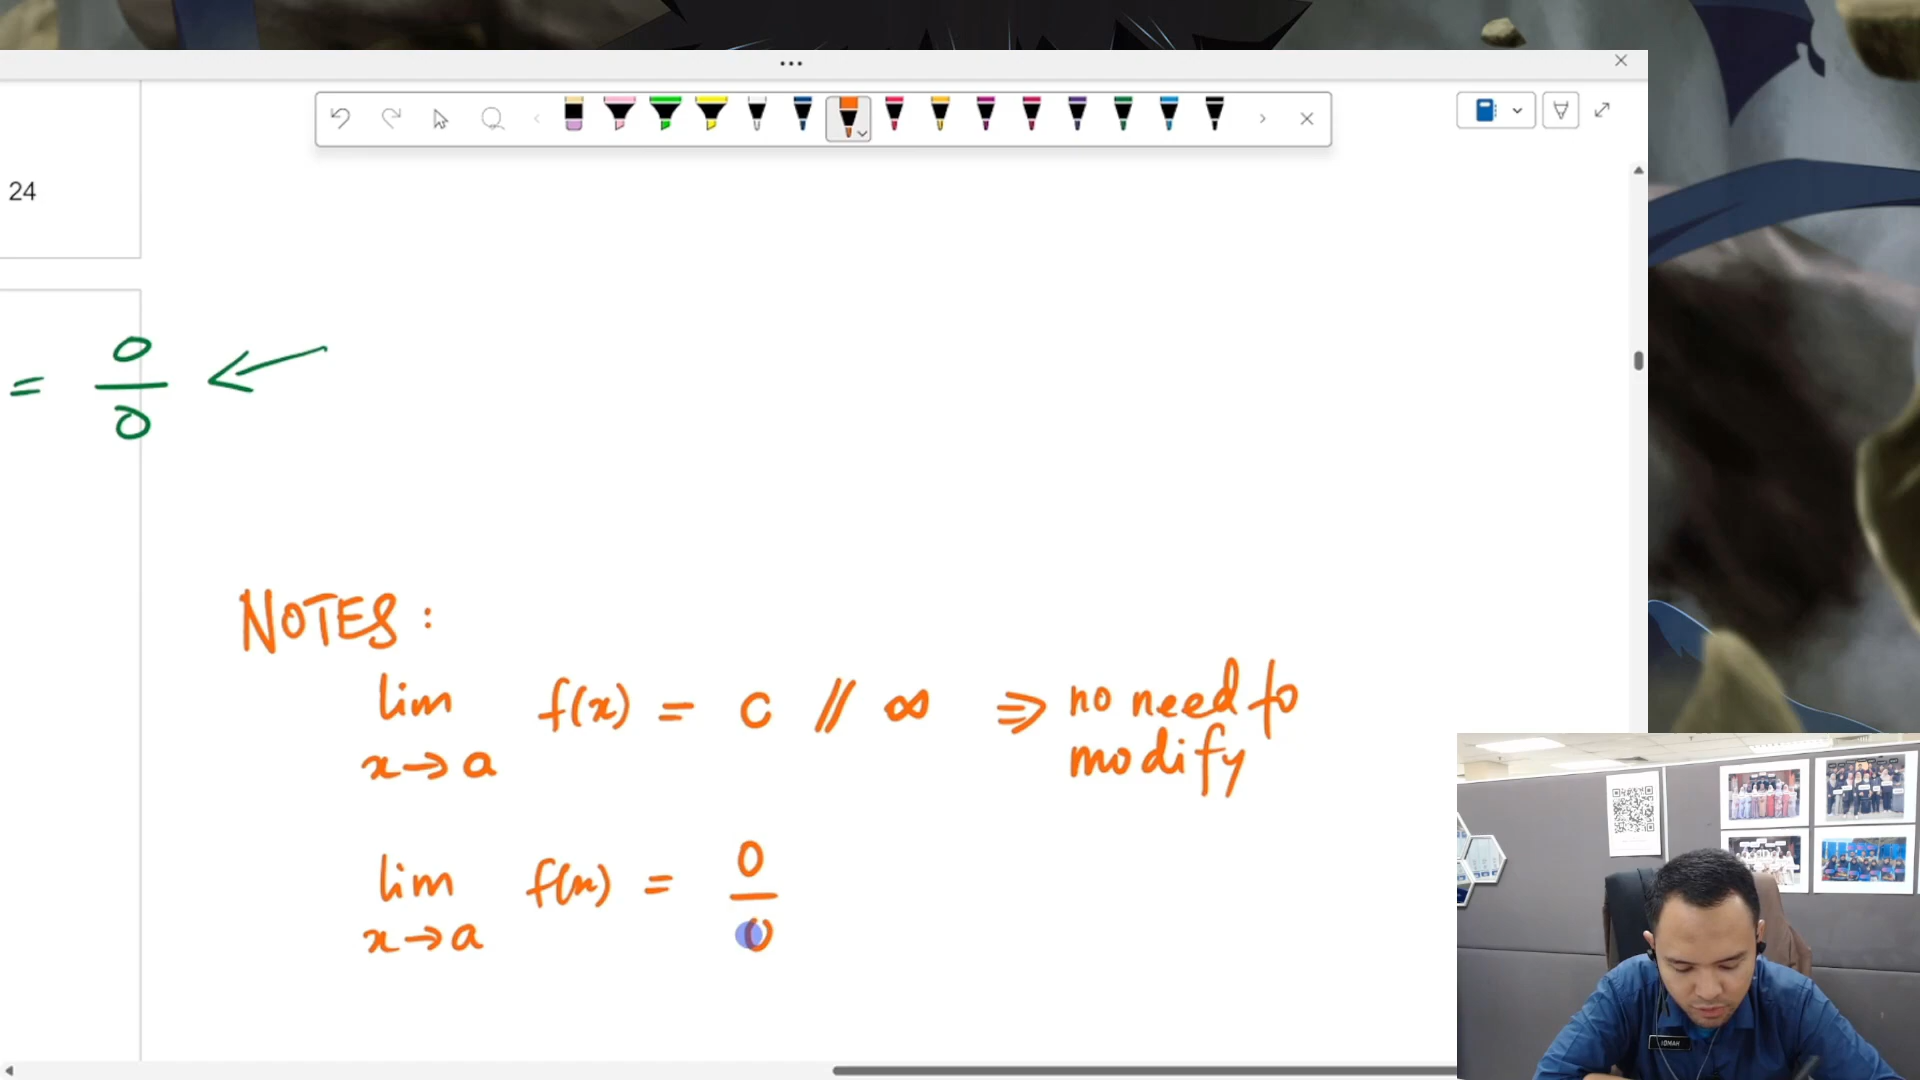 24
= 0/0 ←
NOTES :
lim f(x) = c // ∞ ⇒ no need to
x→a modify
lim f(x) = 0/0
x→a